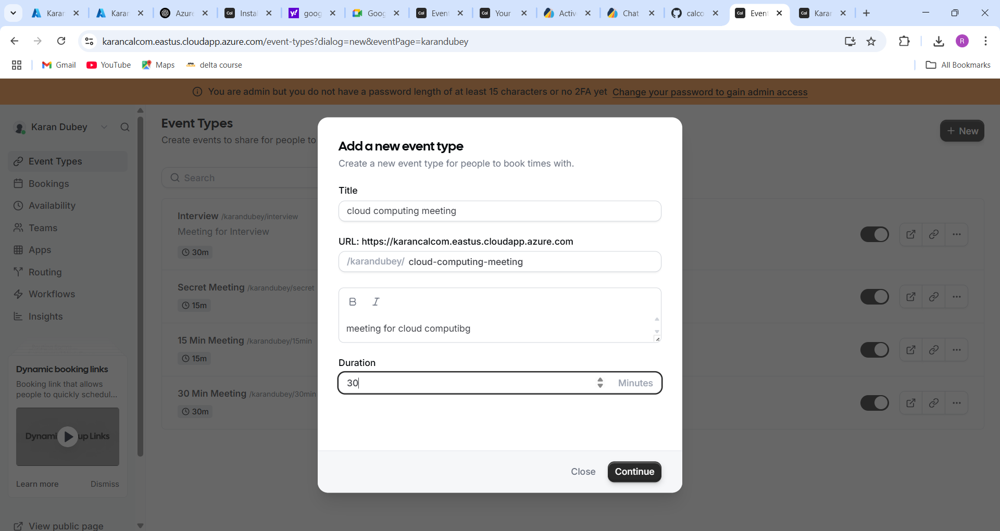 Karar
Karar
Azure
Instal
goog
Goog
Event
Your
Activ
Chat
calco
Event
Karar
karancalcom.eastus.cloudapp.azure.com/event-types?dialog=new&eventPage=karandubey
R
Gmail
YouTube
Maps
delta course
All Bookmarks
You are admin but you do not have a password length of at least 15 characters or no 2FA yet Change your password to gain admin access
Karan Dubey
Event Types
Bookings
Availability
Teams
Apps
Routing
Workflows
Insights
Dynamic booking links
Booking link that allows
people to quickly schedul...
Dynami up Links
Learn more
Dismiss
View public page
Event Types
Create events to share for people to
+ New
Search
Interview /karandubey/interview
Meeting for Interview
30m
Secret Meeting /karandubey/secret
15m
15 Min Meeting /karandubey/15min
15m
30 Min Meeting /karandubey/30min
30m
Add a new event type
Create a new event type for people to book times with.
Title
cloud computing meeting
URL: https://karancalcom.eastus.cloudapp.azure.com
/karandubey/ cloud-computing-meeting
B I
meeting for cloud computibg
Duration
30
Minutes
Close
Continue